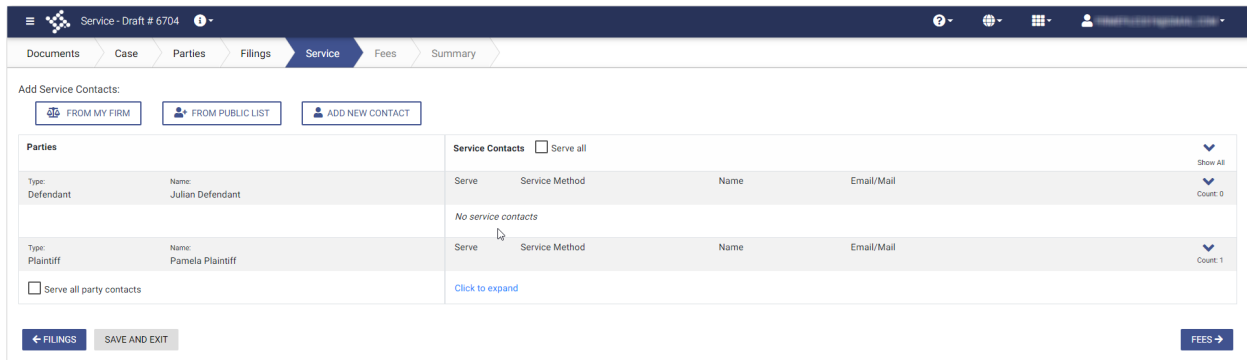 Service - Draft # 6704
Documents Case Parties Filings Service Fees Summary
Add Service Contacts:
FROM MY FIRM FROM PUBLIC LIST ADD NEW CONTACT
Parties Service Contacts Serve all
Show All
Type: Name: Serve Service Method Name Email/Mail
Defendant Julian Defendant Count: 0
No service contacts
Type: Name: Serve Service Method Name Email/Mail
Plaintiff Pamela Plaintiff Count: 1
Serve all party contacts Click to expand
FILINGS SAVE AND EXIT FEES